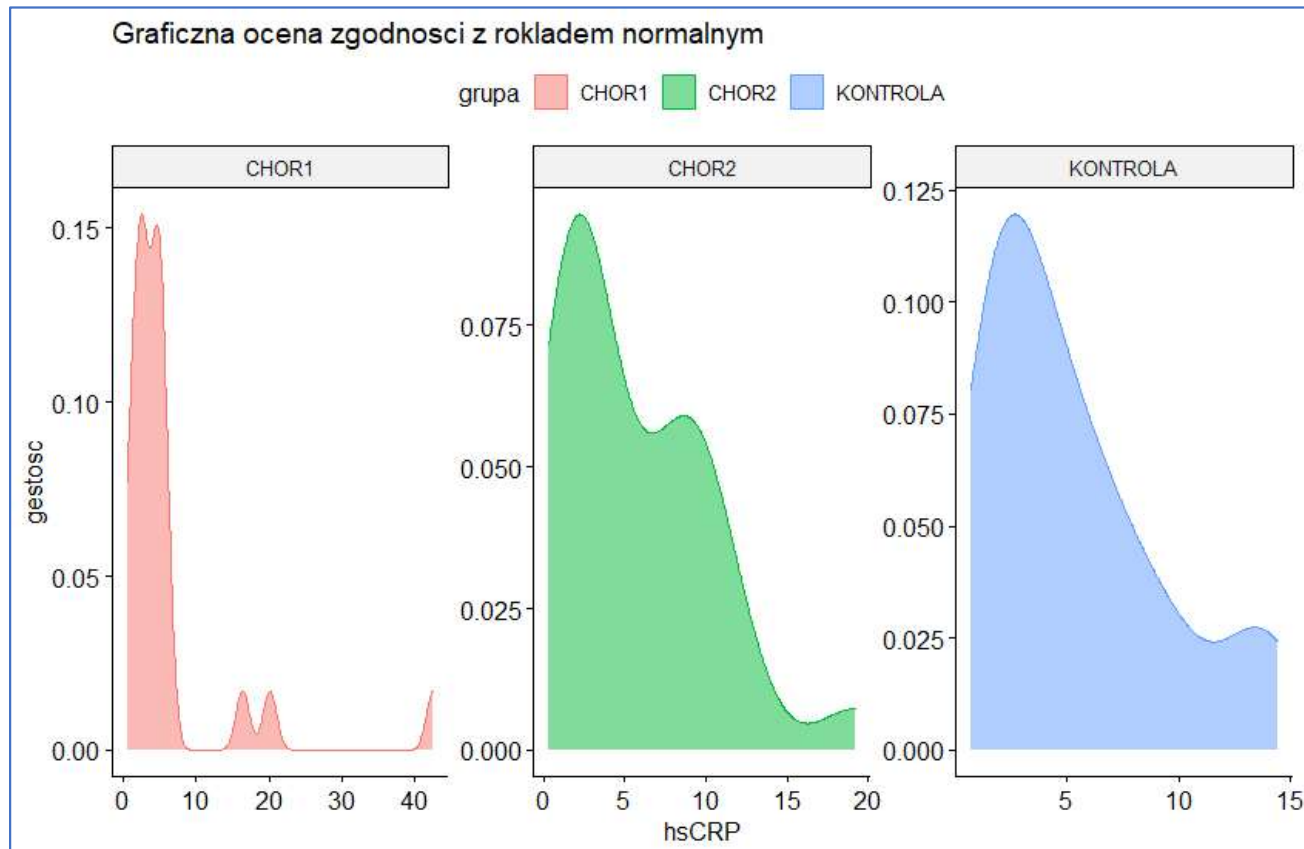 Graficzna ocena zgodnosci z rokladem normalnym
grupa CHOR1 CHOR2 KONTROLA
CHOR1 CHOR2 KONTROLA
gestosc
0.15
0.10
0.05
0.00
0 10 20 30 40
0.075
0.050
0.025
0.000
0 5 10 15 20
0.125
0.100
0.075
0.050
0.025
0.000
5 10 15
hsCRP